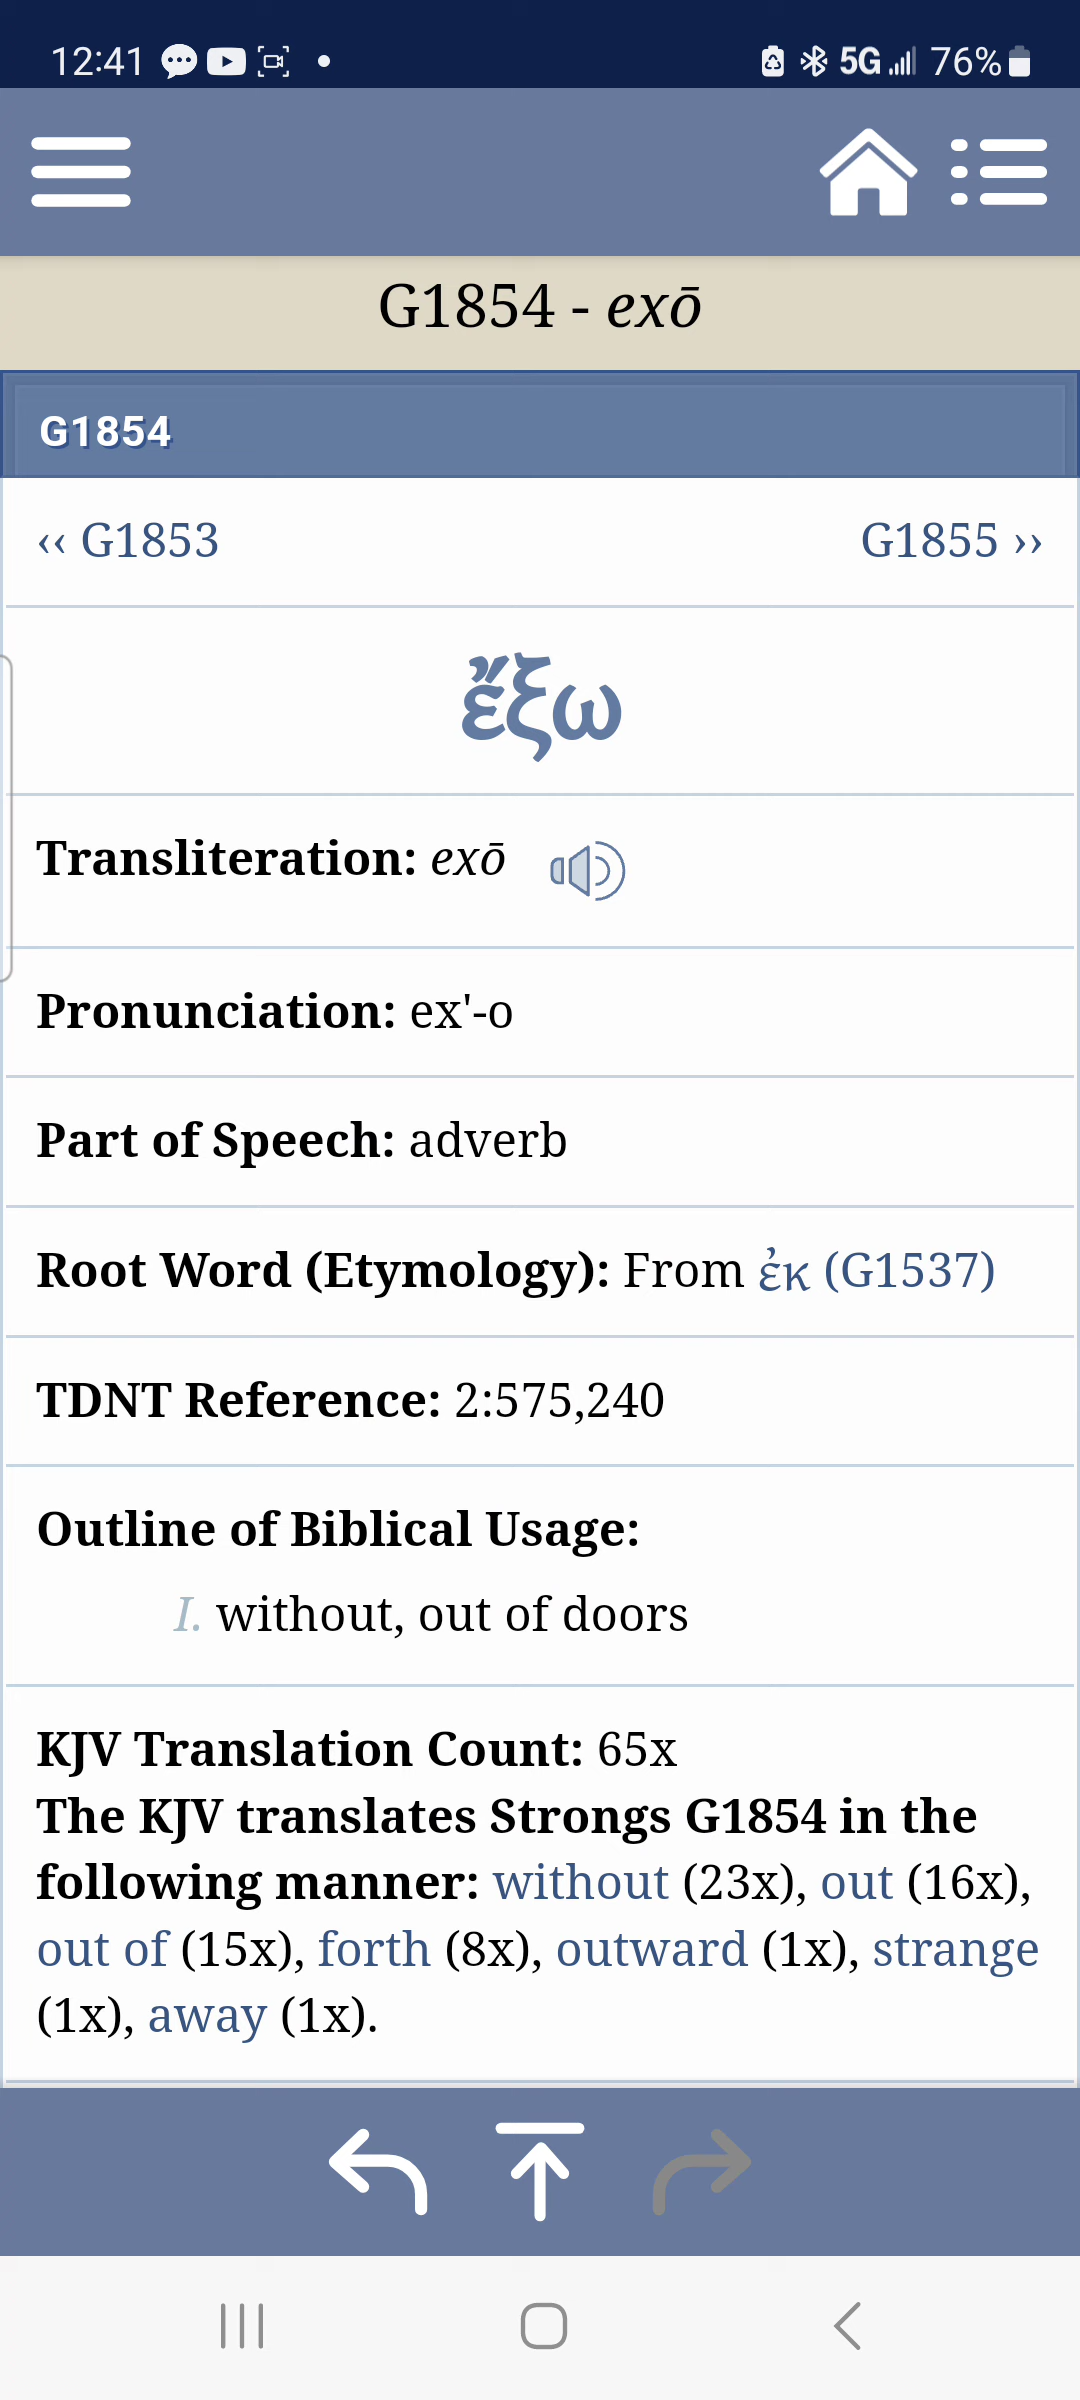 12:41 5G 76%
G1854 - exō
G1854
‹‹ G1853 G1855 ››
ἔξω
Transliteration: exō
Pronunciation: ex'-o
Part of Speech: adverb
Root Word (Etymology): From ἐκ (G1537)
TDNT Reference: 2:575,240
Outline of Biblical Usage:
I. without, out of doors
KJV Translation Count: 65x
The KJV translates Strongs G1854 in the
following manner: without (23x), out (16x),
out of (15x), forth (8x), outward (1x), strange
(1x), away (1x).